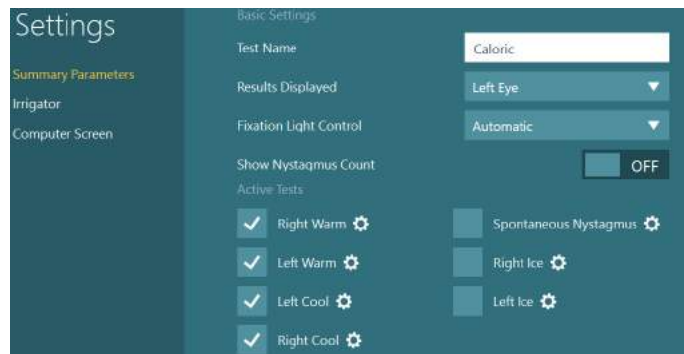 Settings
Summary Parameters
Irrigator
Computer Screen
Basic Settings
Test Name Caloric
Results Displayed Left Eye
Fixation Light Control Automatic
Show Nystagmus Count OFF
Active Tests
Right Warm Spontaneous Nystagmus
Left Warm Right Ice
Left Cool Left Ice
Right Cool